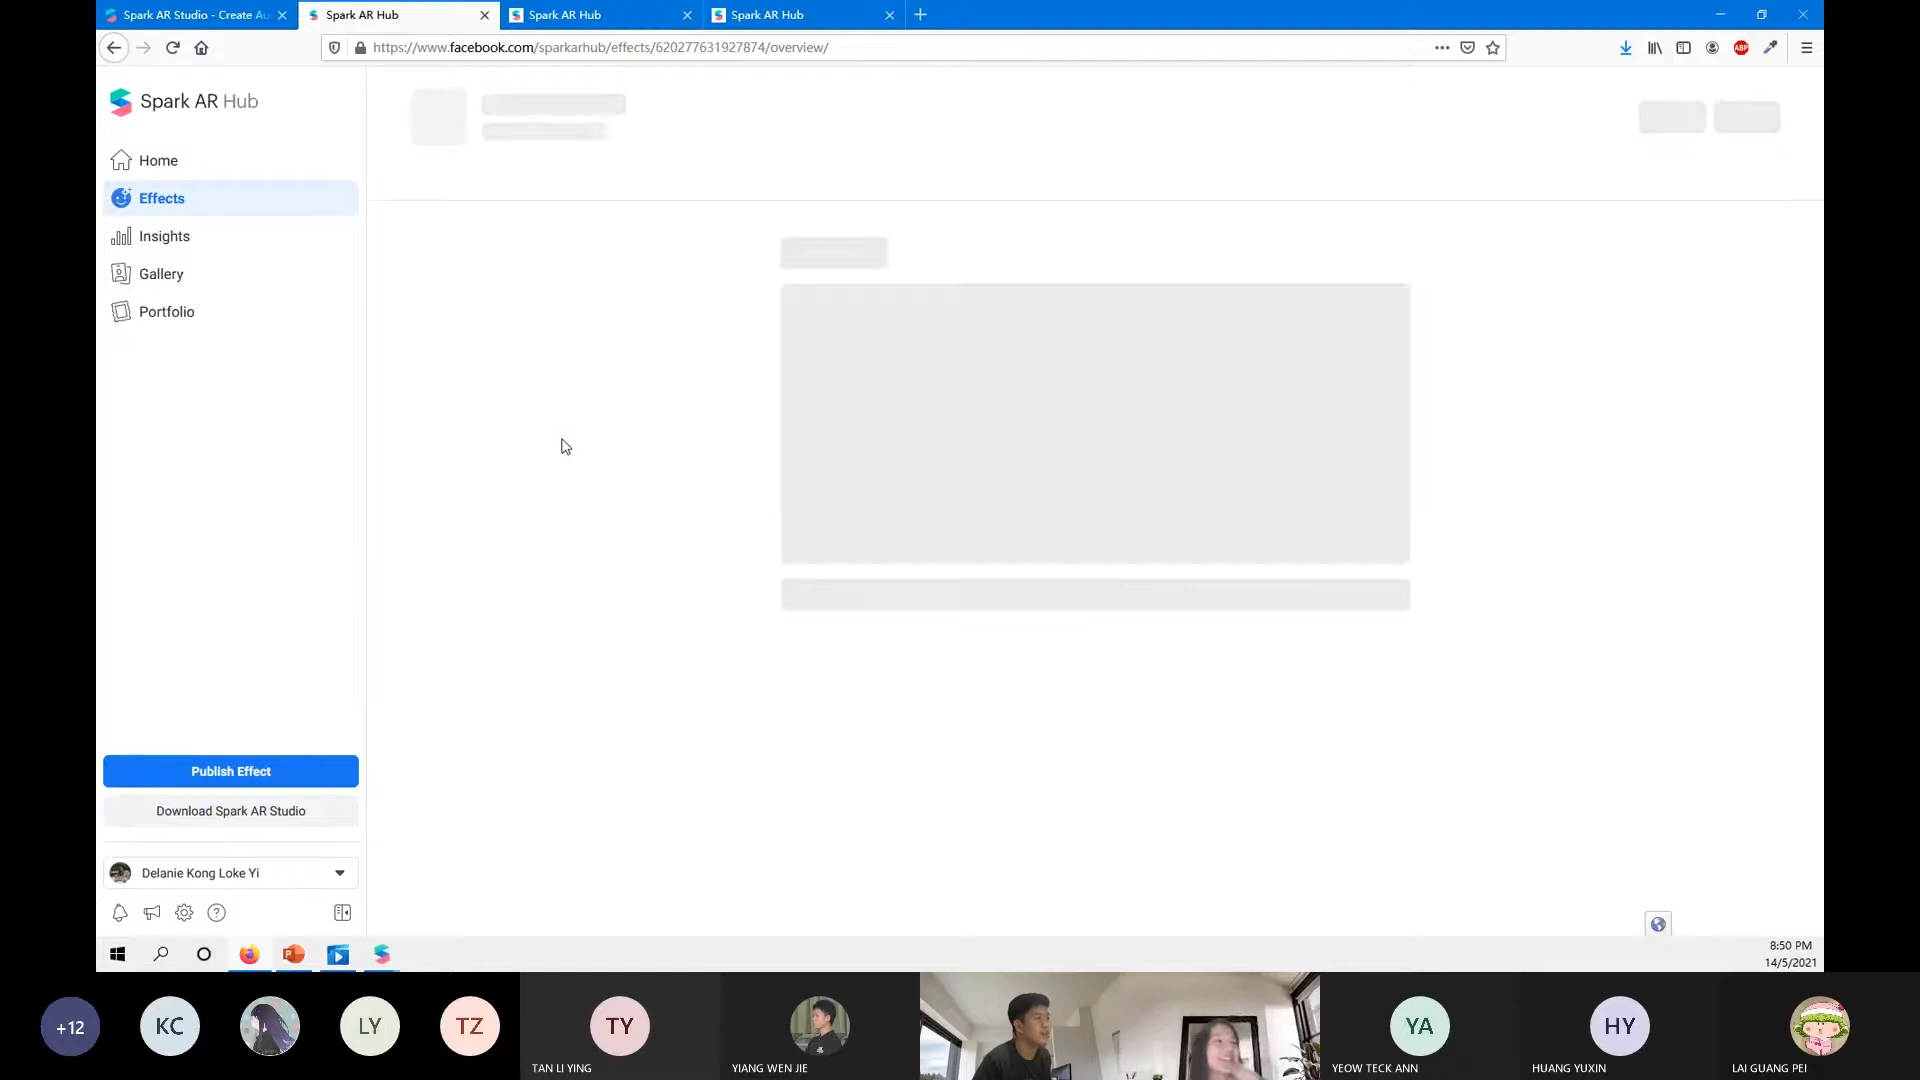 Spark AR Studio - Create Au
Spark AR Hub
Spark AR Hub
Spark AR Hub
https://www.facebook.com/sparkarhub/effects/620277631927874/overview/
ABP
Spark AR Hub
Home
Effects
Insights
Gallery
Portfolio
Publish Effect
Download Spark AR Studio
Delanie Kong Loke Yi
8:50 PM
14/5/2021
+12
KC
LY
TZ
TY
YA
HY
TAN LI YING
YIANG WEN JIE
YEOW TECK ANN
HUANG YUXIN
LAI GUANG PEI